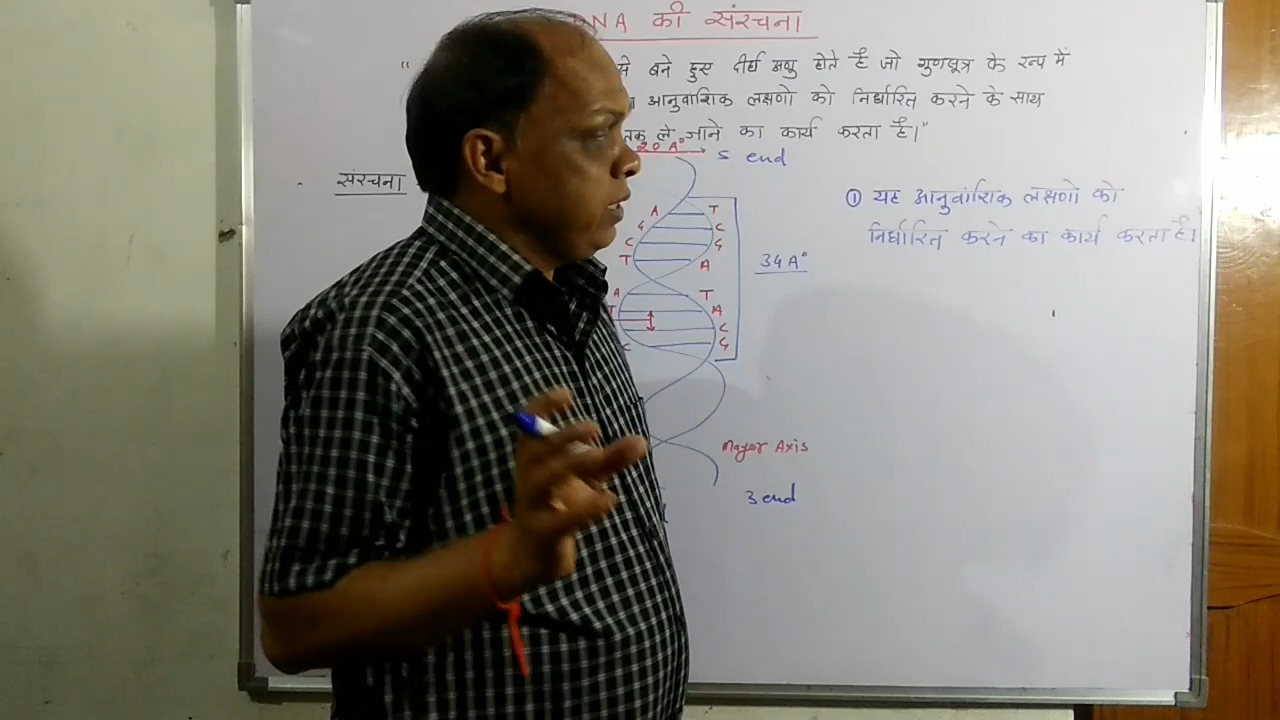 DNA की संरचना
"
से बने हुए दीर्घ अणु होते है जो गुणसूत्र के रूप में
आनुवांशिक लक्षणो को निर्धारित करने के साथ
तक ले जाने का कार्य करता है।"
20 A° 5 end
संरचना
① यह आनुवांशिक लक्षणो को
निर्धारित करने का कार्य करता है।
A T
G C
C G
T A
34 A°
A T
T A
C
C G
Major Axis
3 end